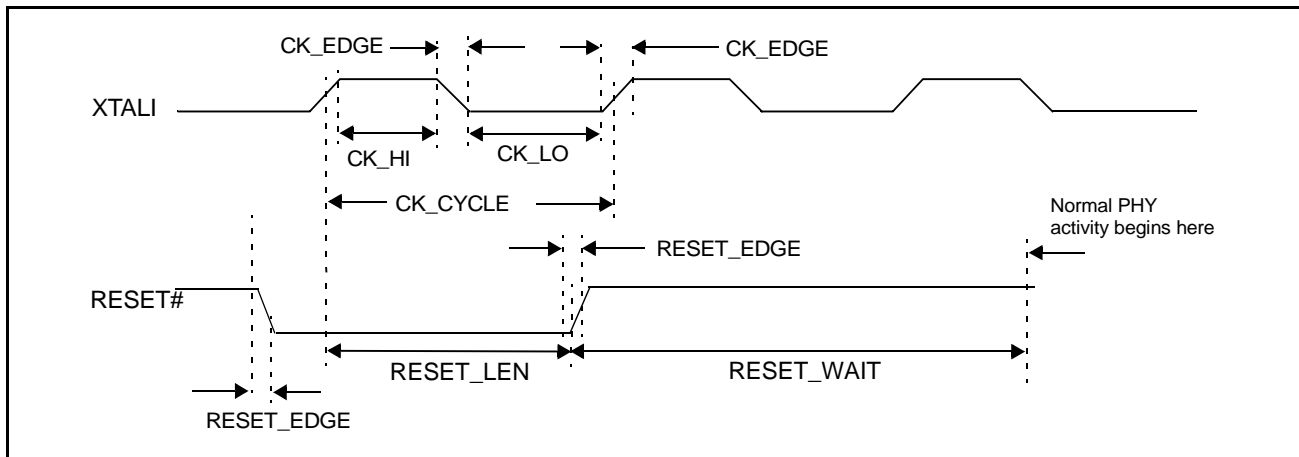 CK_EDGE
CK_EDGE
XTALI
CK_HI
CK_LO
CK_CYCLE
Normal PHY
activity begins here
RESET_EDGE
RESET#
RESET_LEN
RESET_WAIT
RESET_EDGE